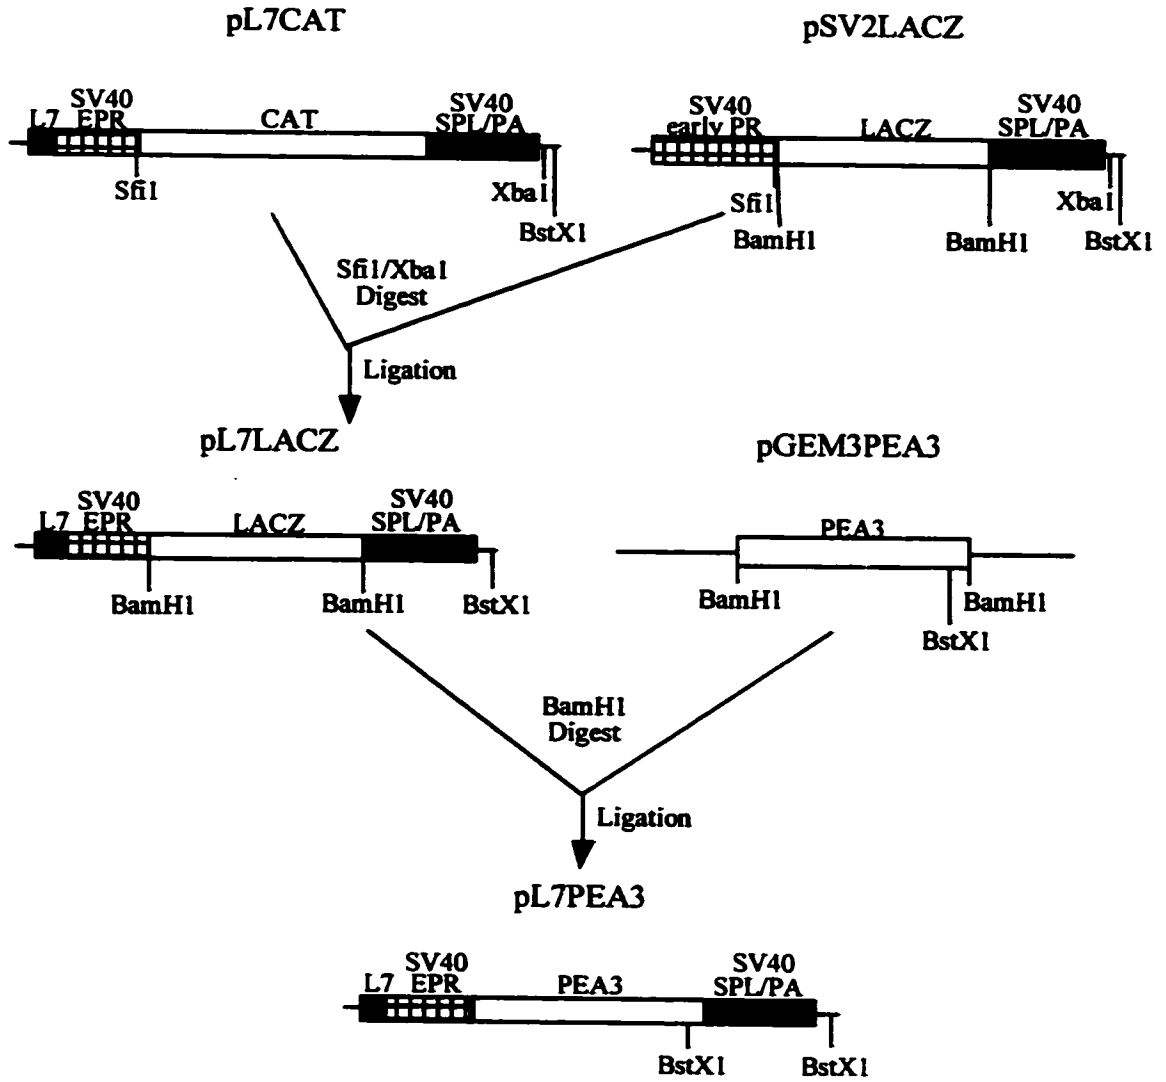 pL7CAT
pSV2LACZ
SV40
L7 EPR
CAT
SV40
SPL/PA
Sfi1
Xba1
BstX1
SV40
early PR
LACZ
SV40
SPL/PA
Sfi1
BamH1
BamH1
Xba1
BstX1
Sfi1/Xba1
Digest
Ligation
pL7LACZ
pGEM3PEA3
SV40
L7 EPR
LACZ
SV40
SPL/PA
BamH1
BamH1
BstX1
PEA3
BamH1
BamH1
BstX1
BamH1
Digest
Ligation
pL7PEA3
SV40
L7 EPR
PEA3
SV40
SPL/PA
BstX1
BstX1